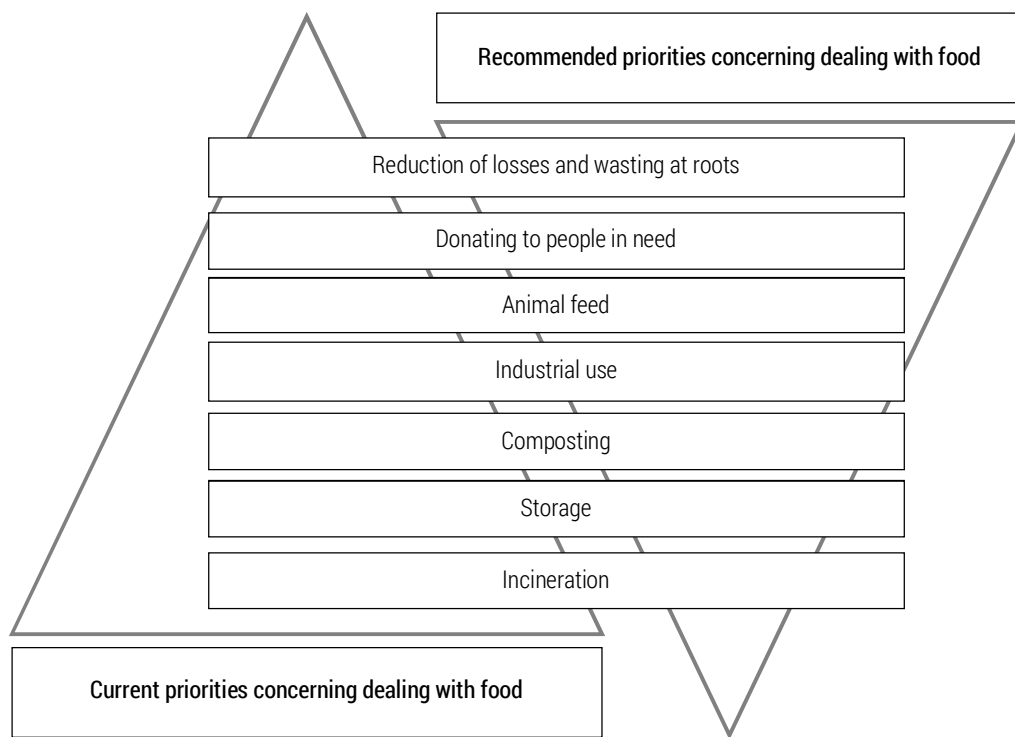 Recommended priorities concerning dealing with food
Reduction of losses and wasting at roots
Donating to people in need
Animal feed
Industrial use
Composting
Storage
Incineration
Current priorities concerning dealing with food